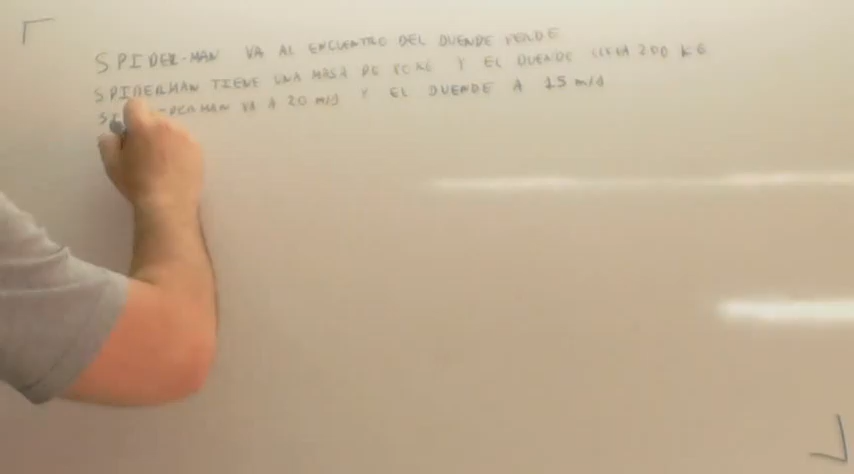 SPIDER-MAN VA AL ENCUENTRO DEL DUENDE VERDE
SPIDERMAN TIENE UNA MASA DE Y EL DUENDE LLEVA 200 KG
VA A 20 m/s Y EL DUENDE A 15 m/s